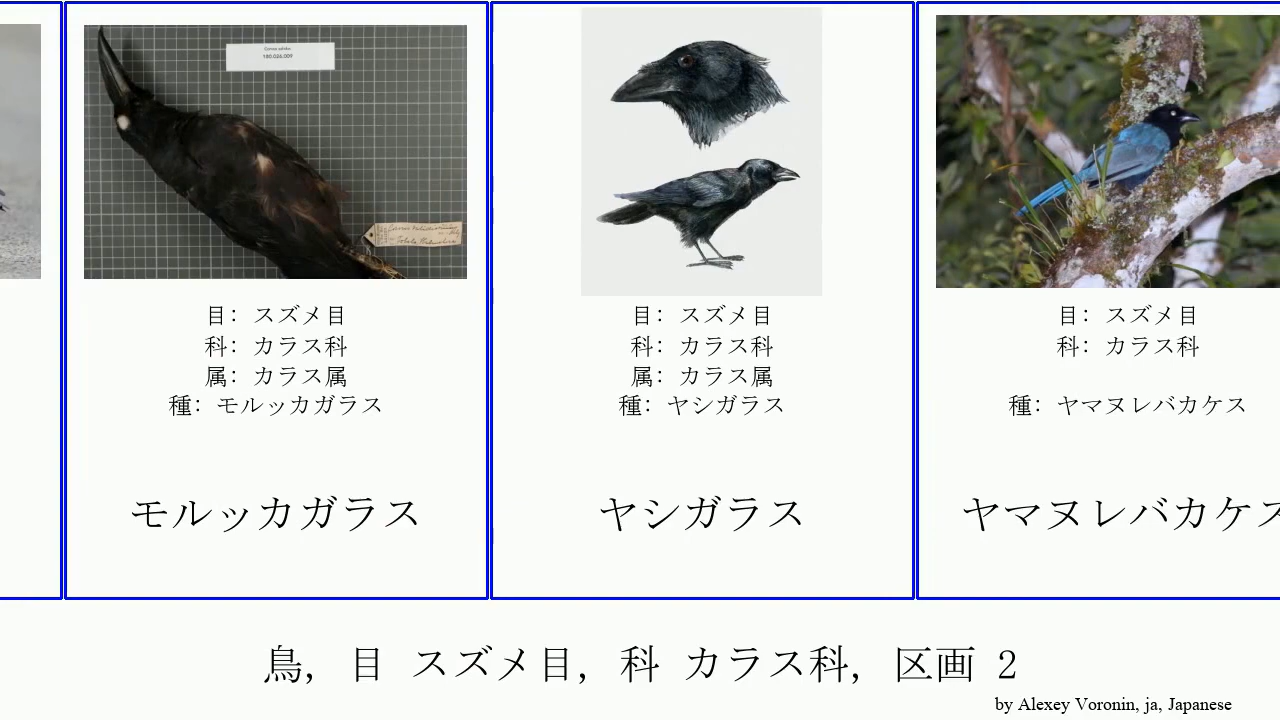 Corvus validus
180.026.009
目: スズメ目
科: カラス科
属: カラス属
種: モルッカガラス
モルッカガラス
目: スズメ目
科: カラス科
属: カラス属
種: ヤシガラス
ヤシガラス
目: スズメ目
科: カラス科
種: ヤマヌレバカケス
ヤマヌレバカケス
鳥, 目 スズメ目, 科 カラス科, 区画 2
by Alexey Voronin, ja, Japanese